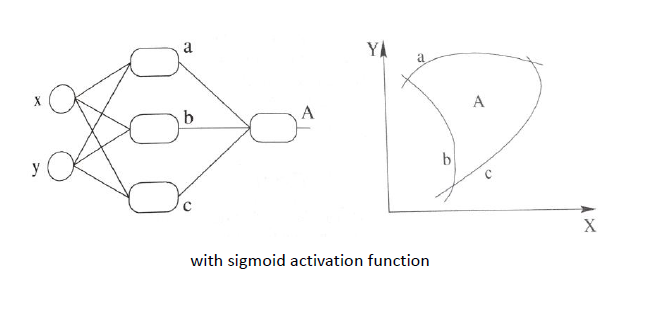 a
x
b
A
y
c
Y
a
A
b
c
X
with sigmoid activation function